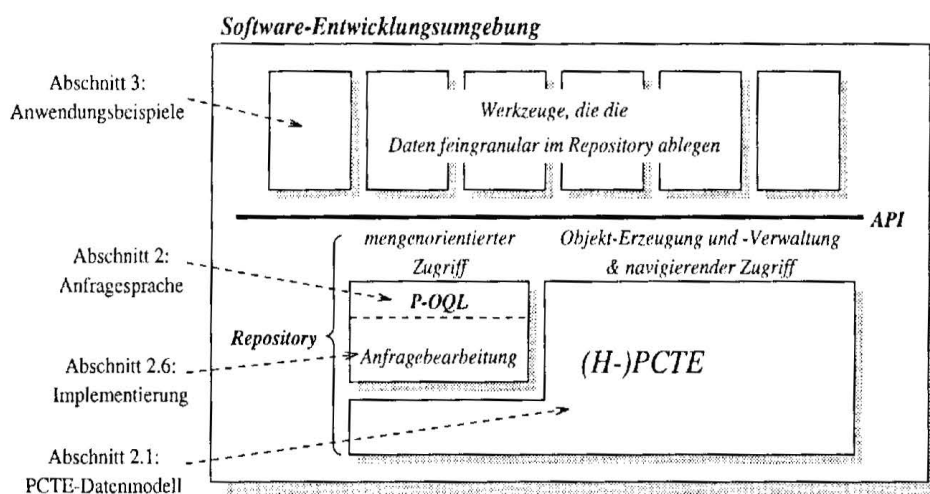 Software-Entwicklungsumgebung
Abschnitt 3:
Anwendungsbeispiele
Werkzeuge, die die
Daten feingranular im Repository ablegen
API
mengenorientierter
Zugriff
Objekt-Erzeugung und -Verwaltung
& navigierender Zugriff
Abschnitt 2:
Anfragesprache
P-OQL
Repository
Anfragebearbeitung
(H-)PCTE
Abschnitt 2.6:
Implementierung
Abschnitt 2.1:
PCTE-Datenmodell